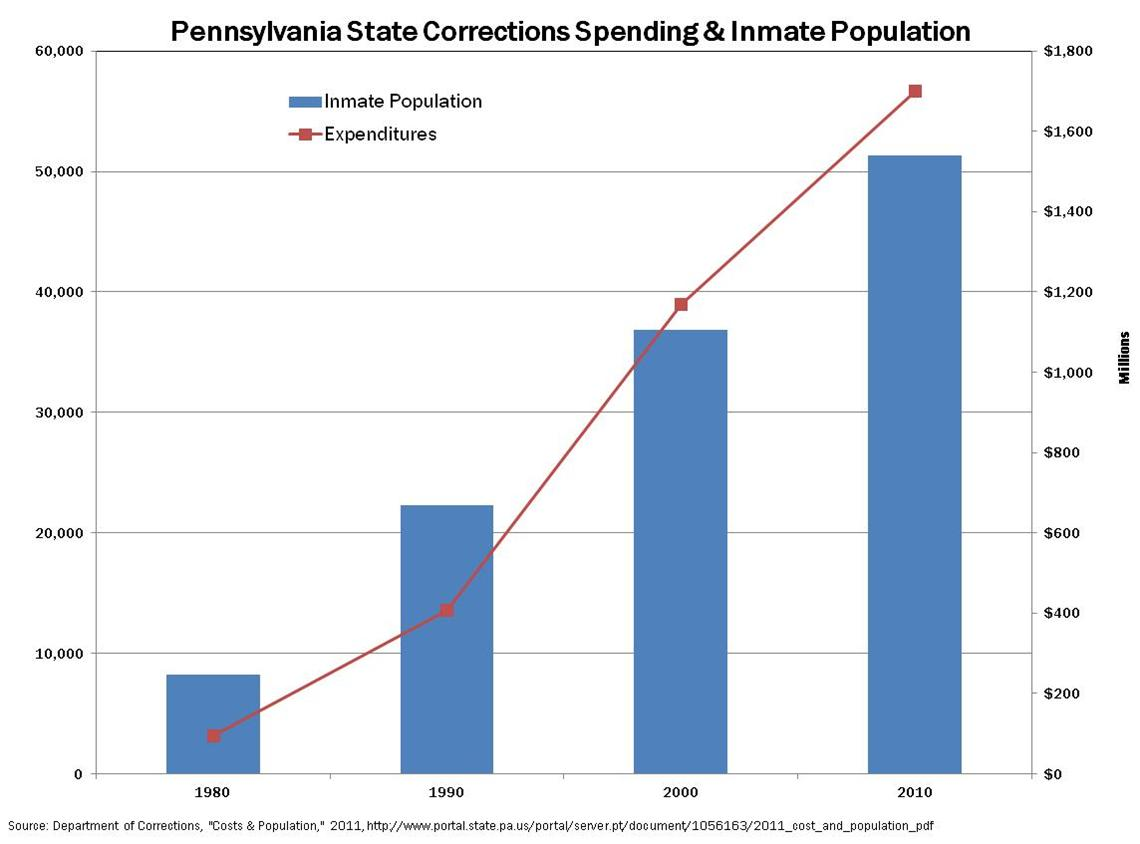 Pennsylvania State Corrections Spending & Inmate Population
60,000
50,000
40,000
30,000
20,000
10,000
0
Inmate Population
Expenditures
$1,800
$1,600
$1,400
$1,200
$1,000
$800
$600
$400
$200
$0
Millions
1980 1990 2000 2010
Source: Department of Corrections, "Costs & Population," 2011, http://www.portal.state.pa.us/portal/server.pt/document/1056163/2011_cost_and_population_pdf